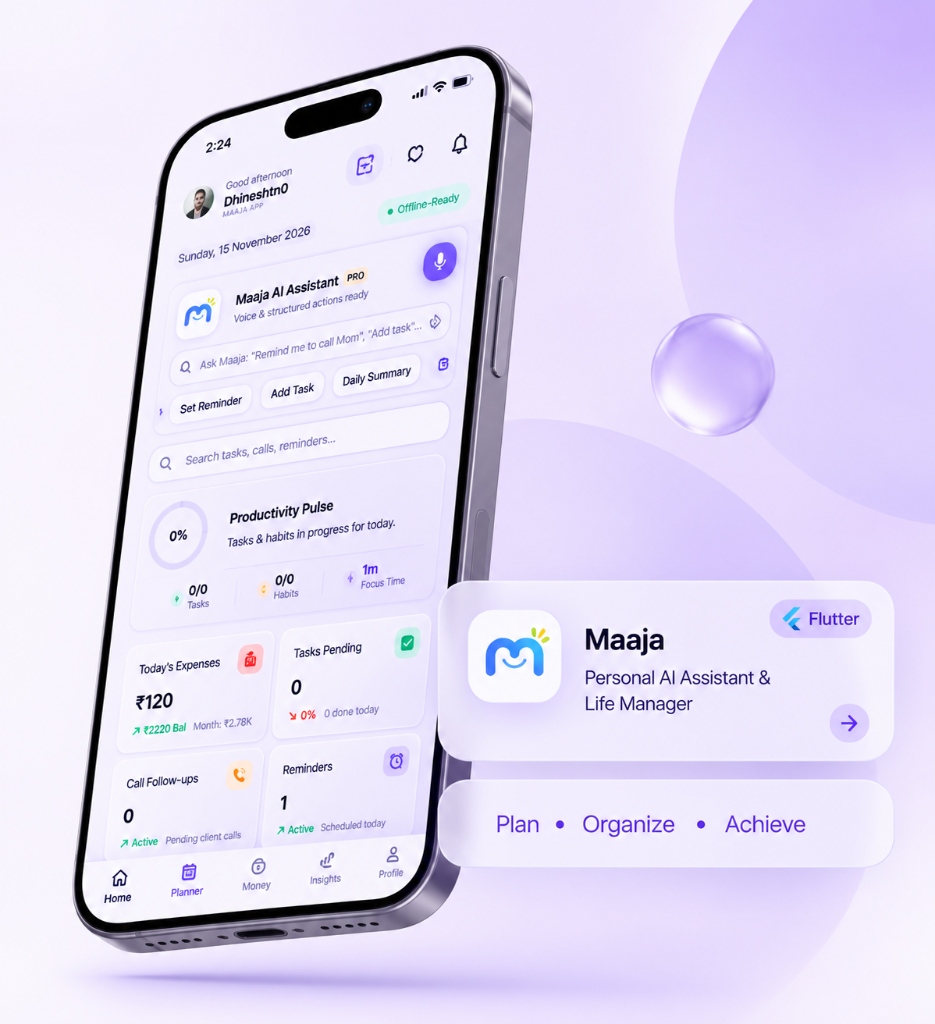 2:24
Good afternoon
Dhineshtn0
MAAJA APP
Offline-Ready
Sunday, 15 November 2026
Maaja AI Assistant PRO
Voice & structured actions ready
Ask Maaja: "Remind me to call Mom", "Add task"...
Set Reminder
Add Task
Daily Summary
Search tasks, calls, reminders...
0%
Productivity Pulse
Tasks & habits in progress for today.
0/0
Tasks
0/0
Habits
1m
Focus Time
Today's Expenses
₹120
₹2220 Bal Month: ₹2.78K
Tasks Pending
0
0% 0 done today
Call Follow-ups
0
Active Pending client calls
Reminders
1
Active Scheduled today
Home
Planner
Money
Insights
Profile
Flutter
Maaja
Personal AI Assistant &
Life Manager
Plan • Organize • Achieve